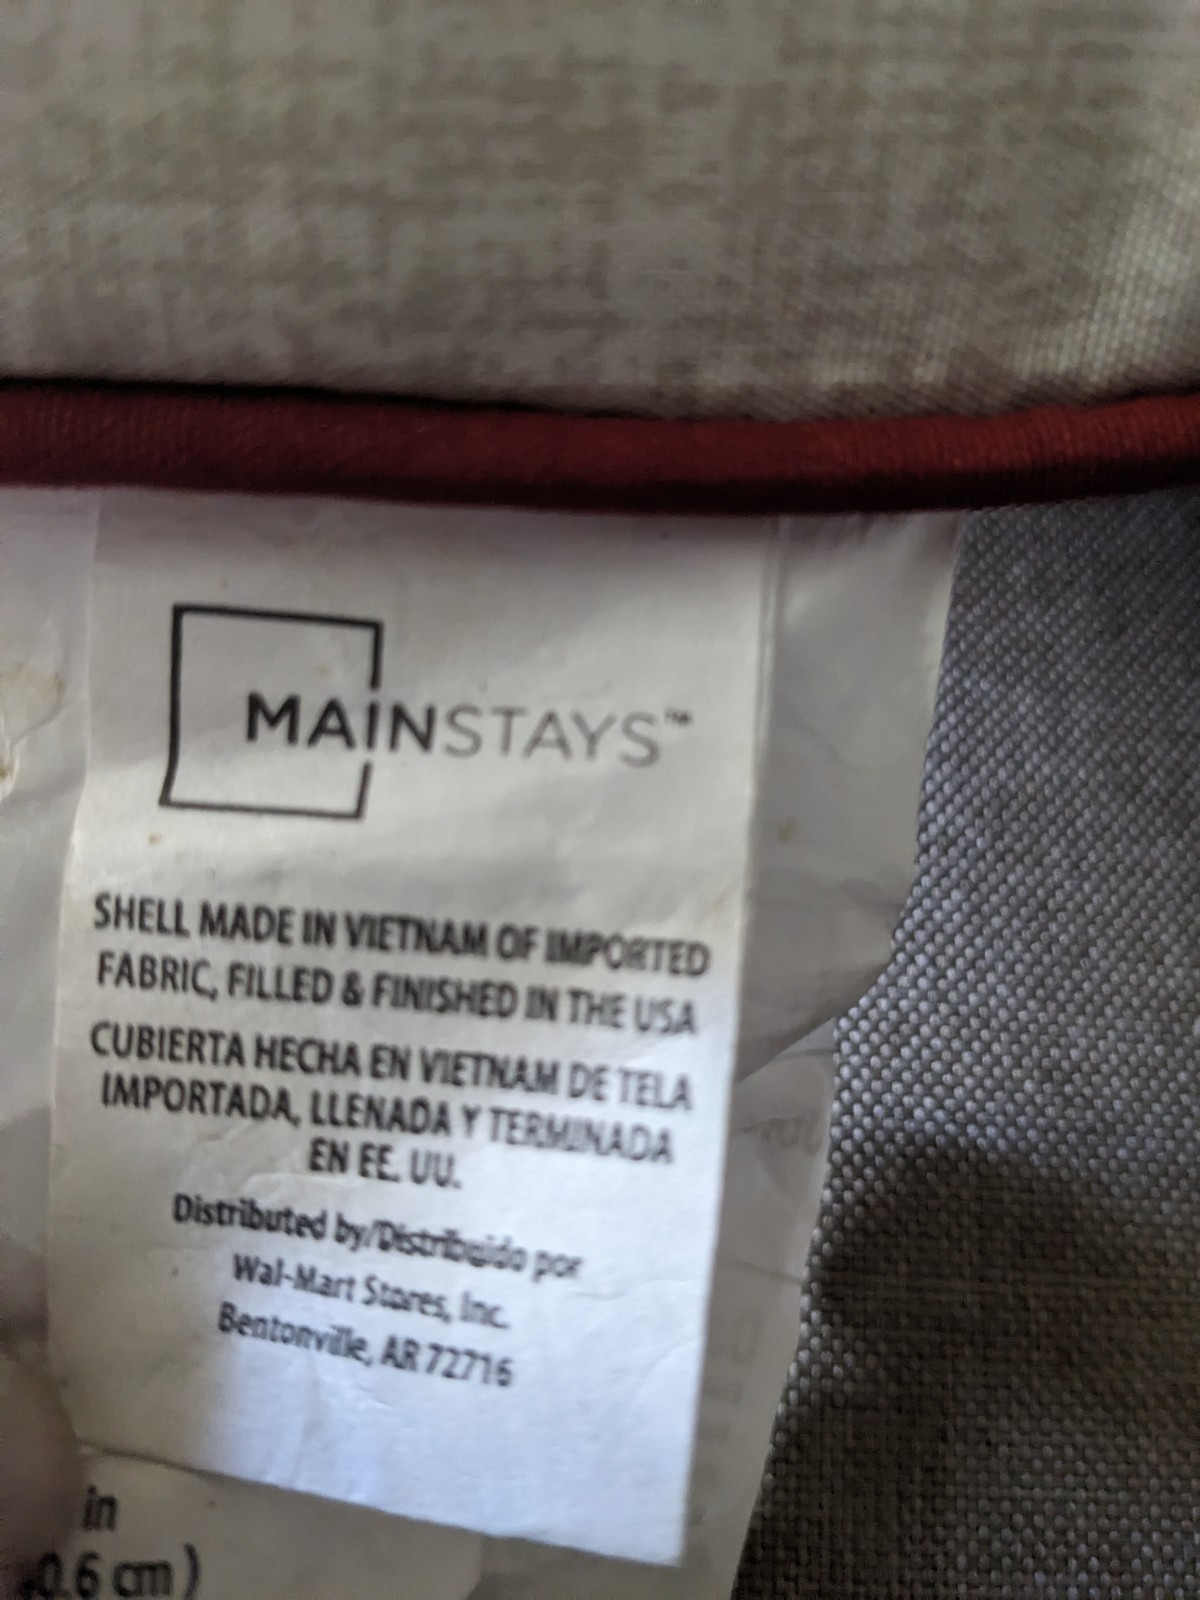 MAINSTAYS™
SHELL MADE IN VIETNAM OF IMPORTED
FABRIC, FILLED & FINISHED IN THE USA
CUBIERTA HECHA EN VIETNAM DE TELA
IMPORTADA, LLENADA Y TERMINADA
EN EE. UU.
Distributed by/Distribuido por
Wal-Mart Stores, Inc.
Bentonville, AR 72716
in
0.6 cm )